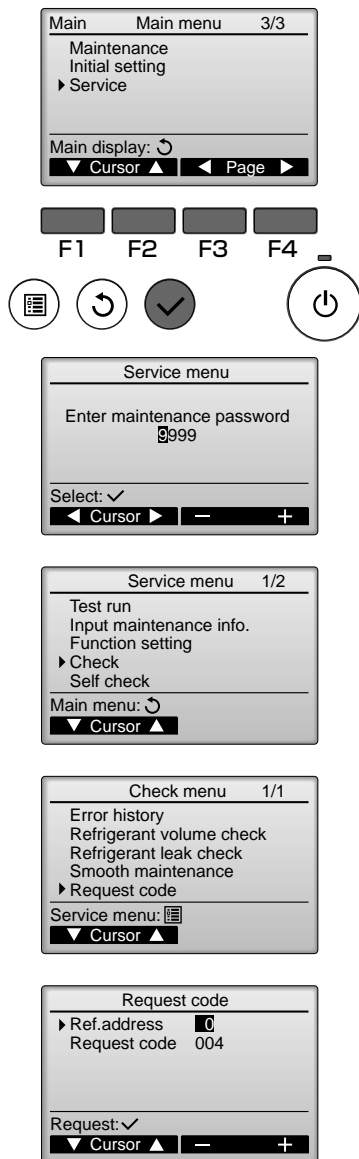 Main Main menu 3/3
Maintenance
Initial setting
Service
Main display:
Cursor Page
F1 F2 F3 F4
Service menu
Enter maintenance password
9999
Select:
Cursor − +
Service menu 1/2
Test run
Input maintenance info.
Function setting
Check
Self check
Main menu:
Cursor
Check menu 1/1
Error history
Refrigerant volume check
Refrigerant leak check
Smooth maintenance
Request code
Service menu:
Cursor
Request code
Ref.address 0
Request code 004
Request:
Cursor − +